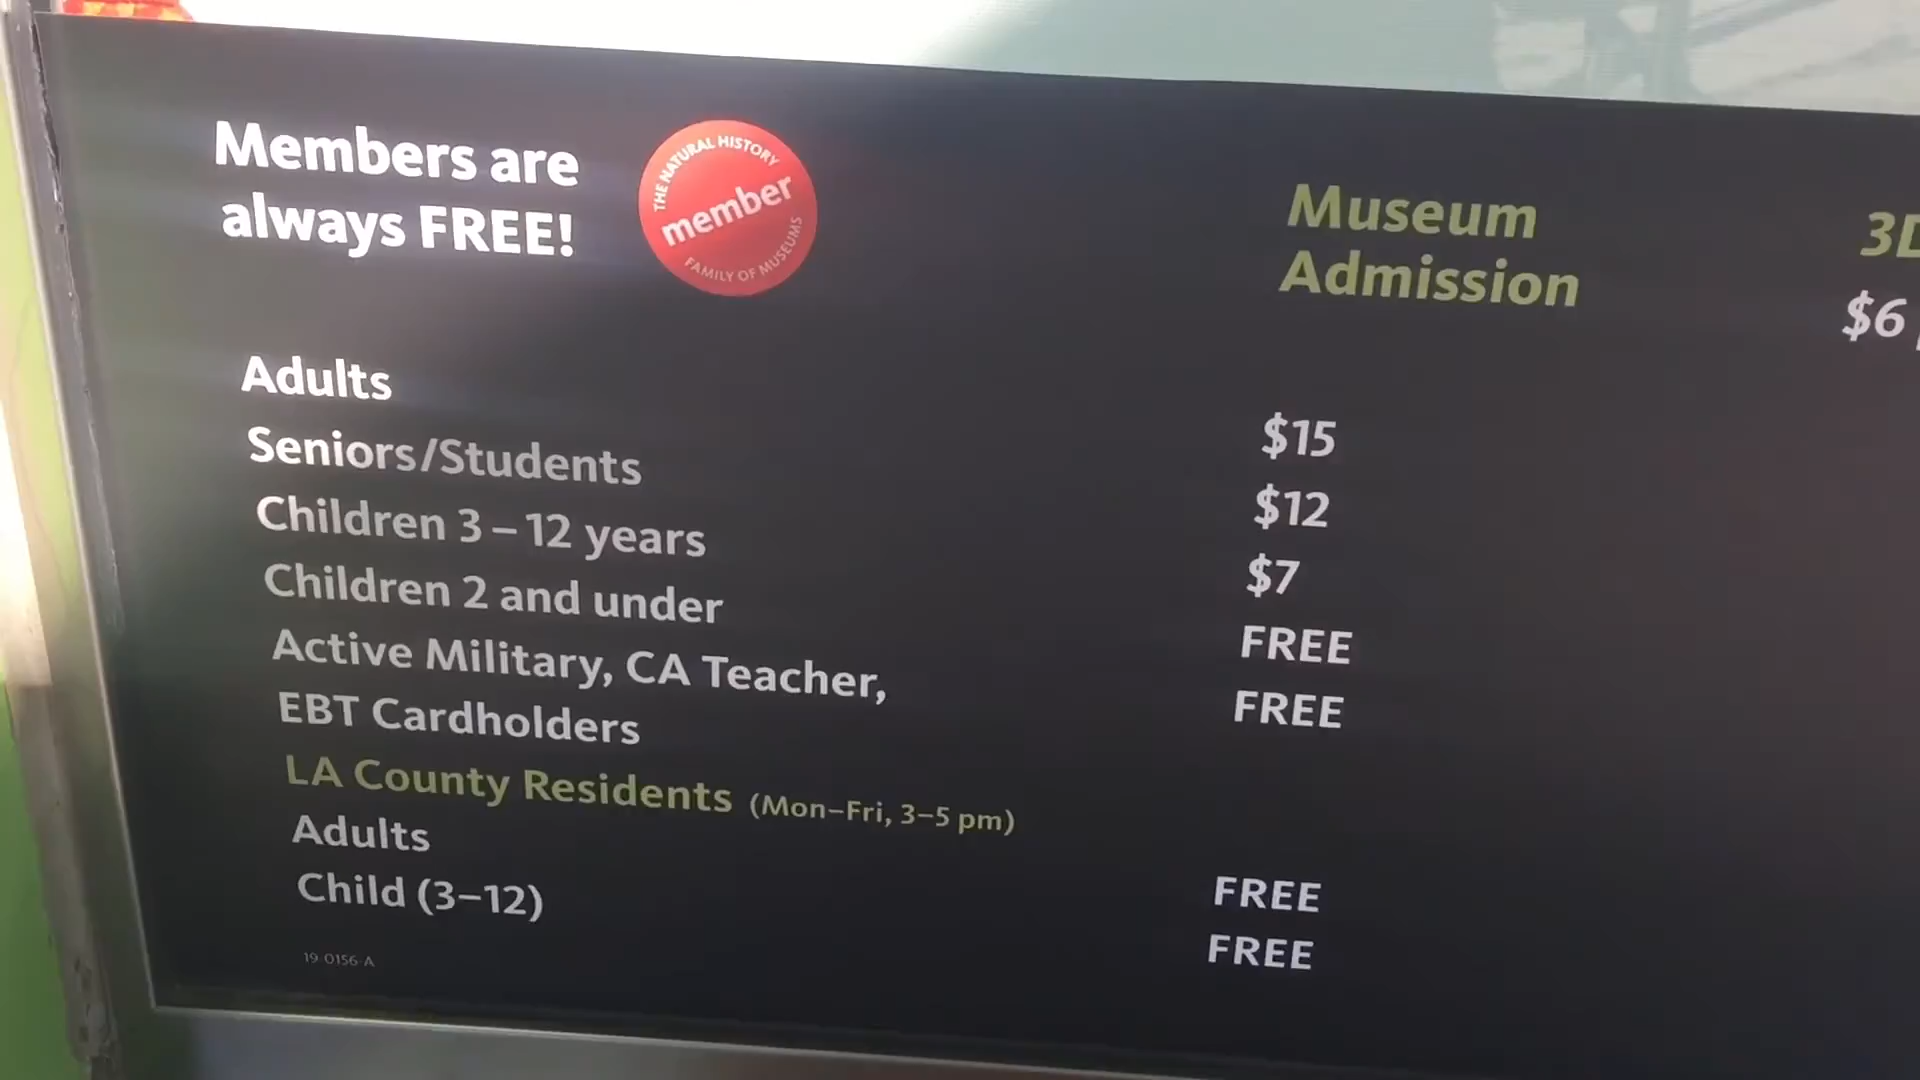 Members are
always FREE!
THE NATURAL HISTORY
member
FAMILY OF MUSEUMS
Museum
Admission
$6
Adults $15
Seniors/Students $12
Children 3 – 12 years $7
Children 2 and under FREE
Active Military, CA Teacher, FREE
EBT Cardholders
LA County Residents (Mon–Fri, 3–5 pm)
Adults FREE
Child (3–12) FREE
19-0156-A